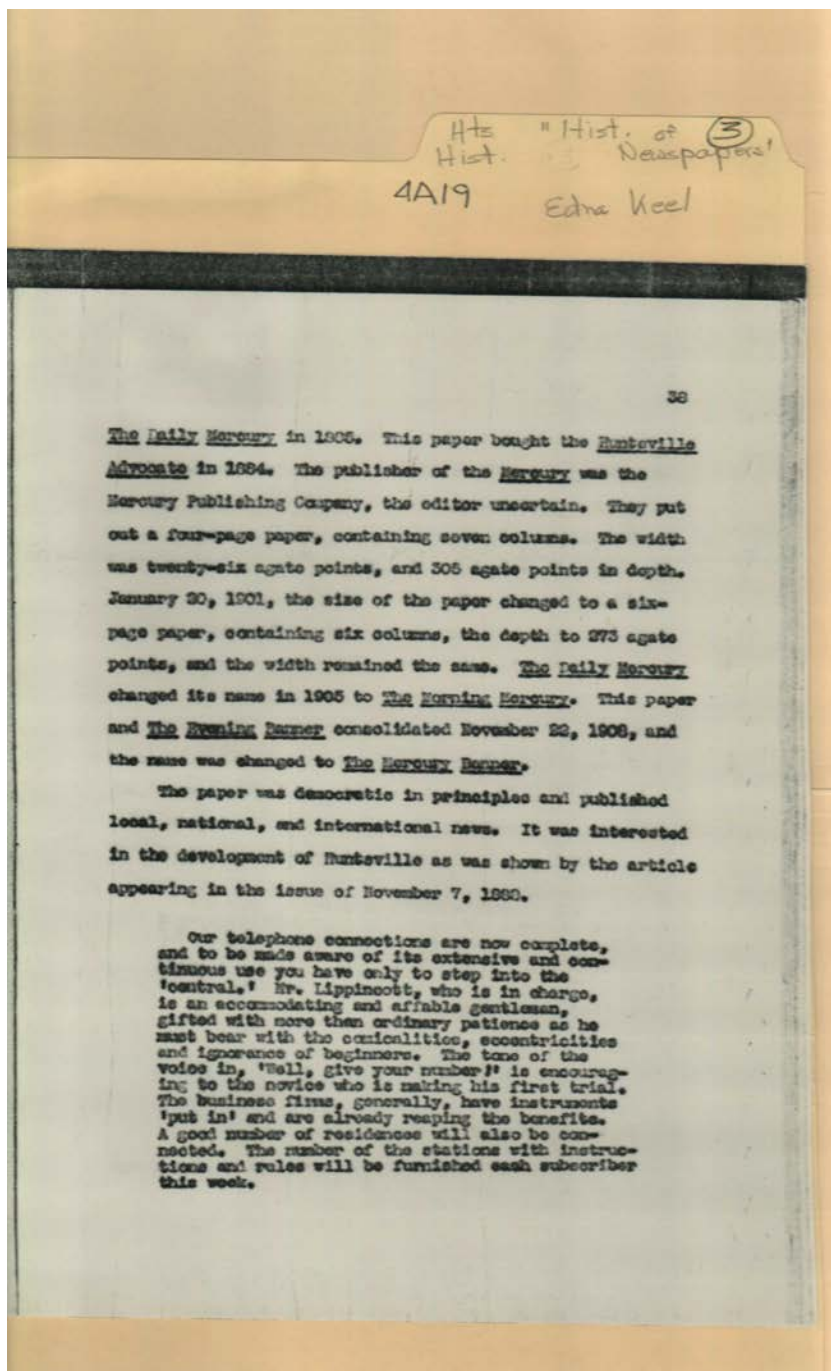 Hts "Hist. of 3
Hist. Newspapers'
4A19 Edna Keel
38
The Daily Mercury in This paper bought the Huntsville
Advocate in 1884. The publisher of the Mercury was the
Mercury Publishing Company, the editor uncertain. They put
out a four-page paper, containing seven columns. The width
was twenty-six agate points, and 305 agate points in depth.
January 20, 1901, the size of the paper changed to a six-
page paper, containing six columns, the depth to 273 agate
points, and the width remained the same. The Daily Mercury
changed its name in 1905 to The Morning Mercury. This paper
and The Evening Banner consolidated November 22, 1908, and
the name was changed to The Mercury Banner.
The paper was democratic in principles and published
local, national, and international news. It was interested
in the development of Huntsville as was shown by the article
appearing in the issue of November 7,
Our telephone connections are now complete,
and to be made aware of its extensive and con-
tinuous use you have only to step into the
'central.' Mr. Lippincott, who is in charge,
is an accommodating and affable gentleman,
gifted with more than ordinary patience as he
must bear with the comicalities, eccentricities
and ignorance of beginners. The tone of the
voice in, 'Well, give your number!' is encourag-
ing to the novice who is making his first trial.
The business firms, generally, have instruments
'put in' and are already reaping the benefits.
A good number of residences will also be con-
nected. The number of the stations with instruc-
tions and rules will be furnished each subscriber
this week.